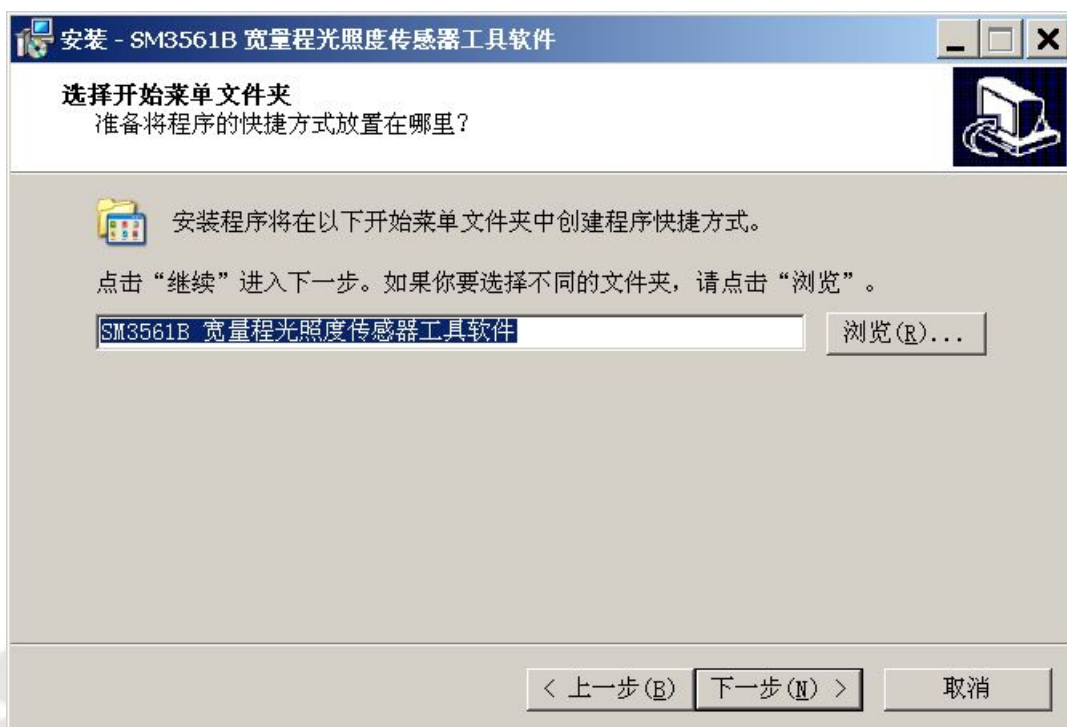 安装 - SM3561B 宽量程光照度传感器工具软件
选择开始菜单文件夹
准备将程序的快捷方式放置在哪里?
安装程序将在以下开始菜单文件夹中创建程序快捷方式。
点击“继续”进入下一步。如果你要选择不同的文件夹，请点击“浏览”。
SM3561B 宽量程光照度传感器工具软件
浏览(R)...
< 上一步(B)
下一步(N) >
取消